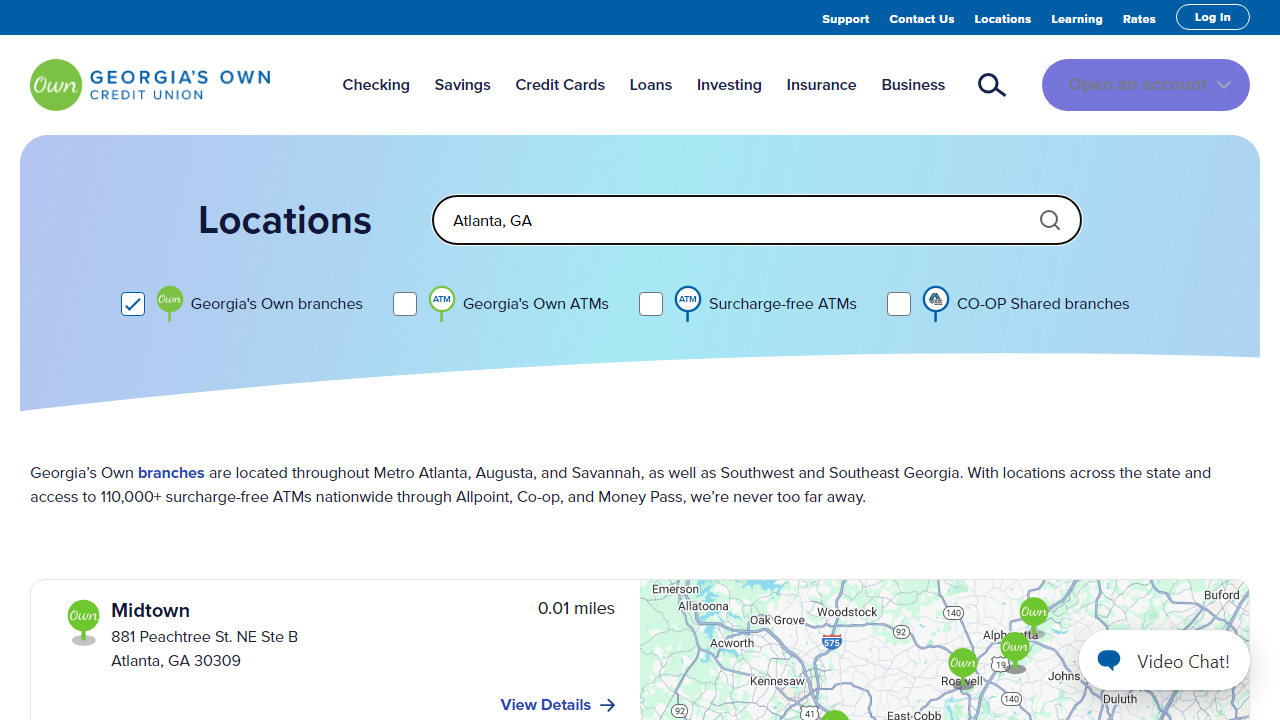 Support Contact Us Locations Learning Rates Log In
Own GEORGIA'S OWN
CREDIT UNION
Checking Savings Credit Cards Loans Investing Insurance Business Open an account
Locations
Atlanta, GA
Own Georgia's Own branches ATM Georgia's Own ATMs ATM Surcharge-free ATMs CO-OP Shared branches
Georgia’s Own branches are located throughout Metro Atlanta, Augusta, and Savannah, as well as Southwest and Southeast Georgia. With locations across the state and
access to 110,000+ surcharge-free ATMs nationwide through Allpoint, Co-op, and Money Pass, we’re never too far away.
Own Midtown 0.01 miles
881 Peachtree St. NE Ste B
Atlanta, GA 30309
View Details
Emerson
Buford
Allatoona
Woodstock
140
Own
Oak Grove
92
575
Acworth
Alpharetta
Own
Own
19
Kennesaw
Roswell
Johns
140
Duluth
92
41
East Cobb
Video Chat!